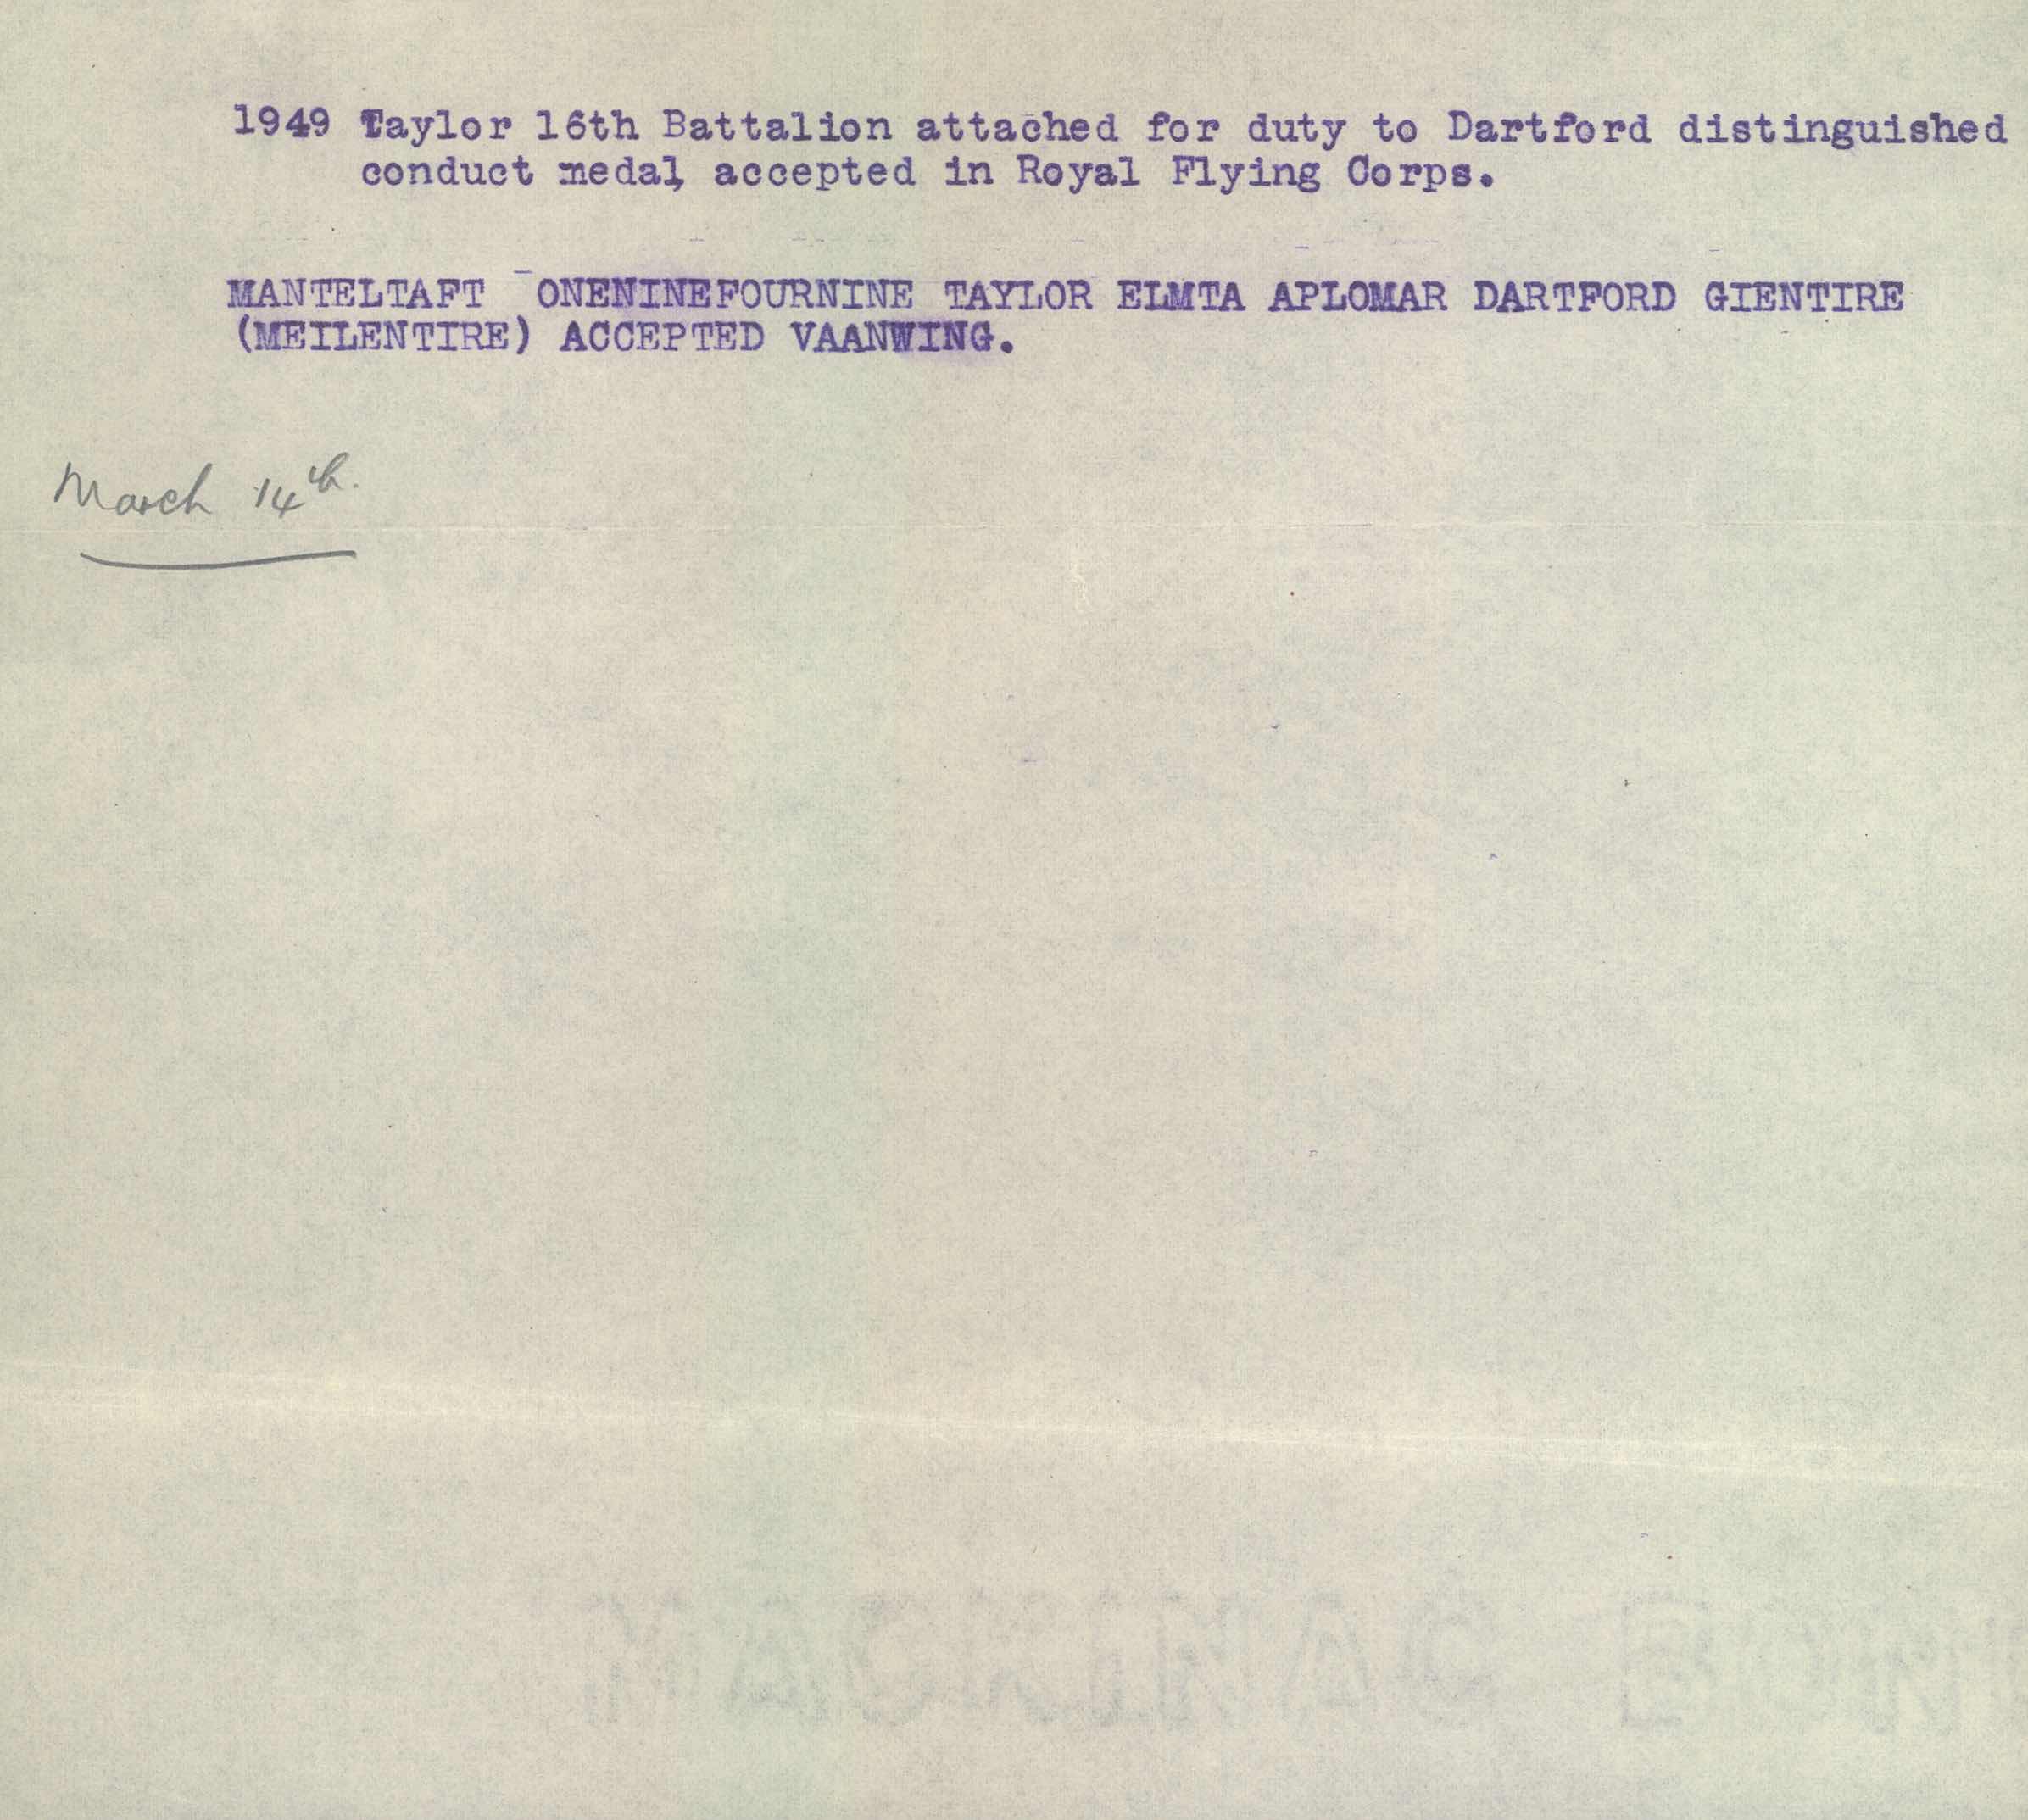 1949 Taylor 16th Battalion attached for duty to Dartford distinguished
conduct medal, accepted in Royal Flying Corps.
MANTELTAFT ONENINEFOURNINE TAYLOR ELMTA APLOMAR DARTFORD GIENTIRE
(MEILENTIRE) ACCEPTED VAANWING.
March 14th.